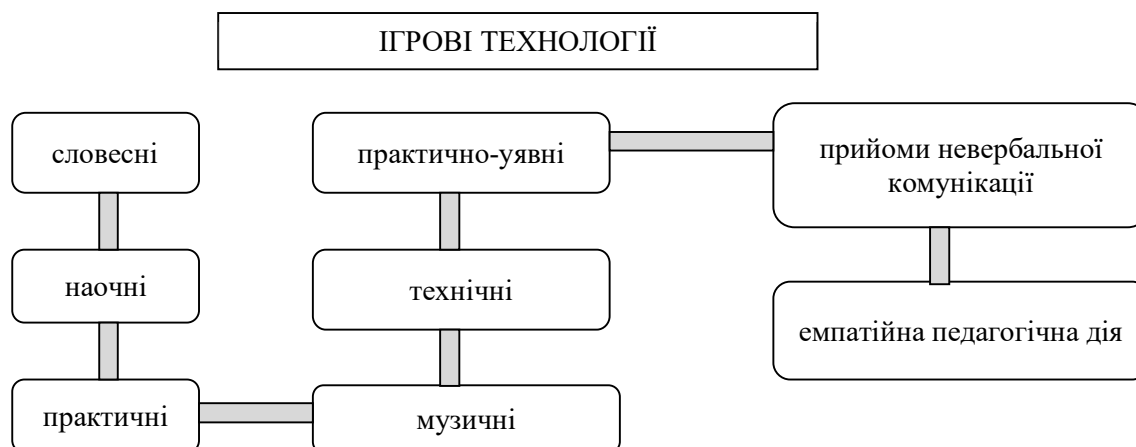 ІГРОВІ ТЕХНОЛОГІЇ
словесні
наочні
практичні
практично-уявні
технічні
музичні
прийоми невербальної
комунікації
емпатійна педагогічна дія